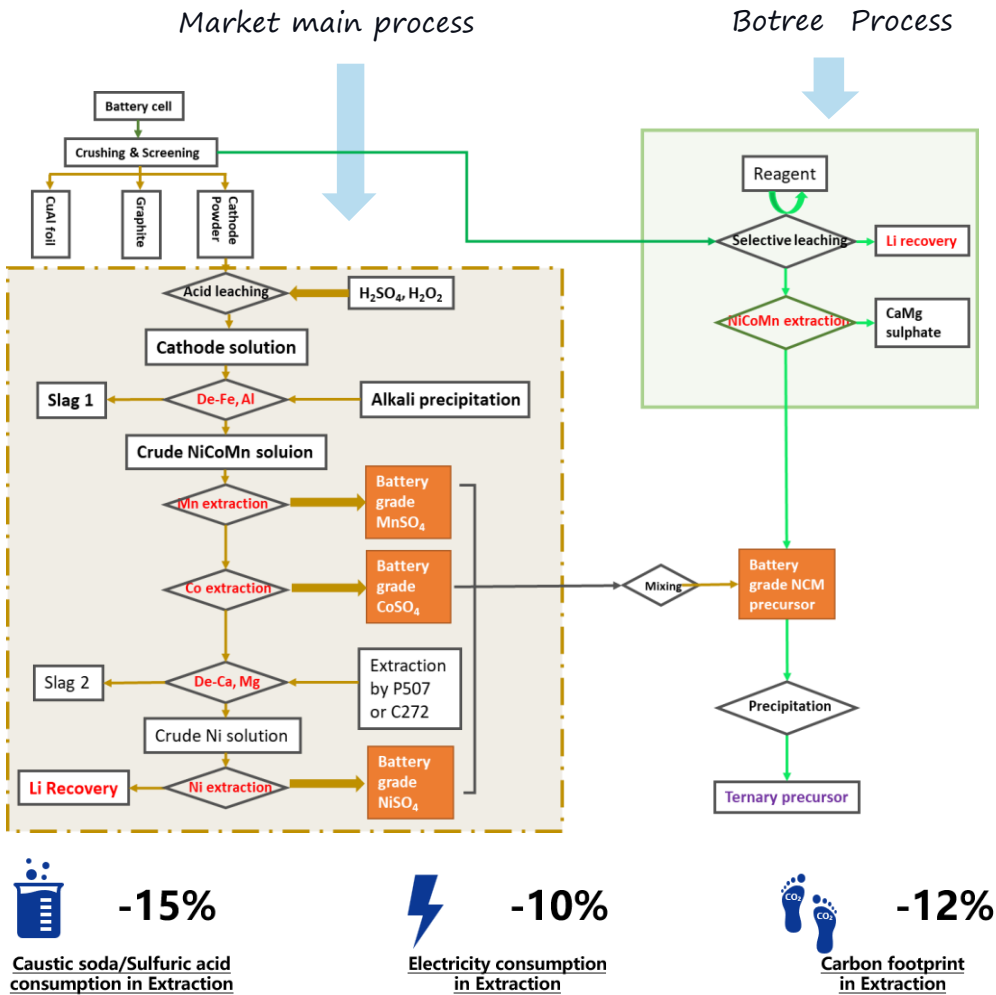 Market main process
Botree Process
Battery cell
Crushing & Screening
CuAl foil
Graphite
Cathode
Powder
Reagent
Selective leaching
Li recovery
Acid leaching
H₂SO₄, H₂O₂
NiCoMn extraction
CaMg
sulphate
Cathode solution
Slag 1
De-Fe, Al
Alkali precipitation
Crude NiCoMn soluion
Mn extraction
Battery
grade
MnSO₄
Co extraction
Battery
grade
CoSO₄
Mixing
Battery
grade NCM
precursor
Slag 2
De-Ca, Mg
Extraction
by P507
or C272
Precipitation
Crude Ni solution
Li Recovery
Ni extraction
Battery
grade
NiSO₄
Ternary precursor
-15%
Caustic soda/Sulfuric acid
consumption in Extraction
-10%
Electricity consumption
in Extraction
CO₂
CO₂
-12%
Carbon footprint
in Extraction